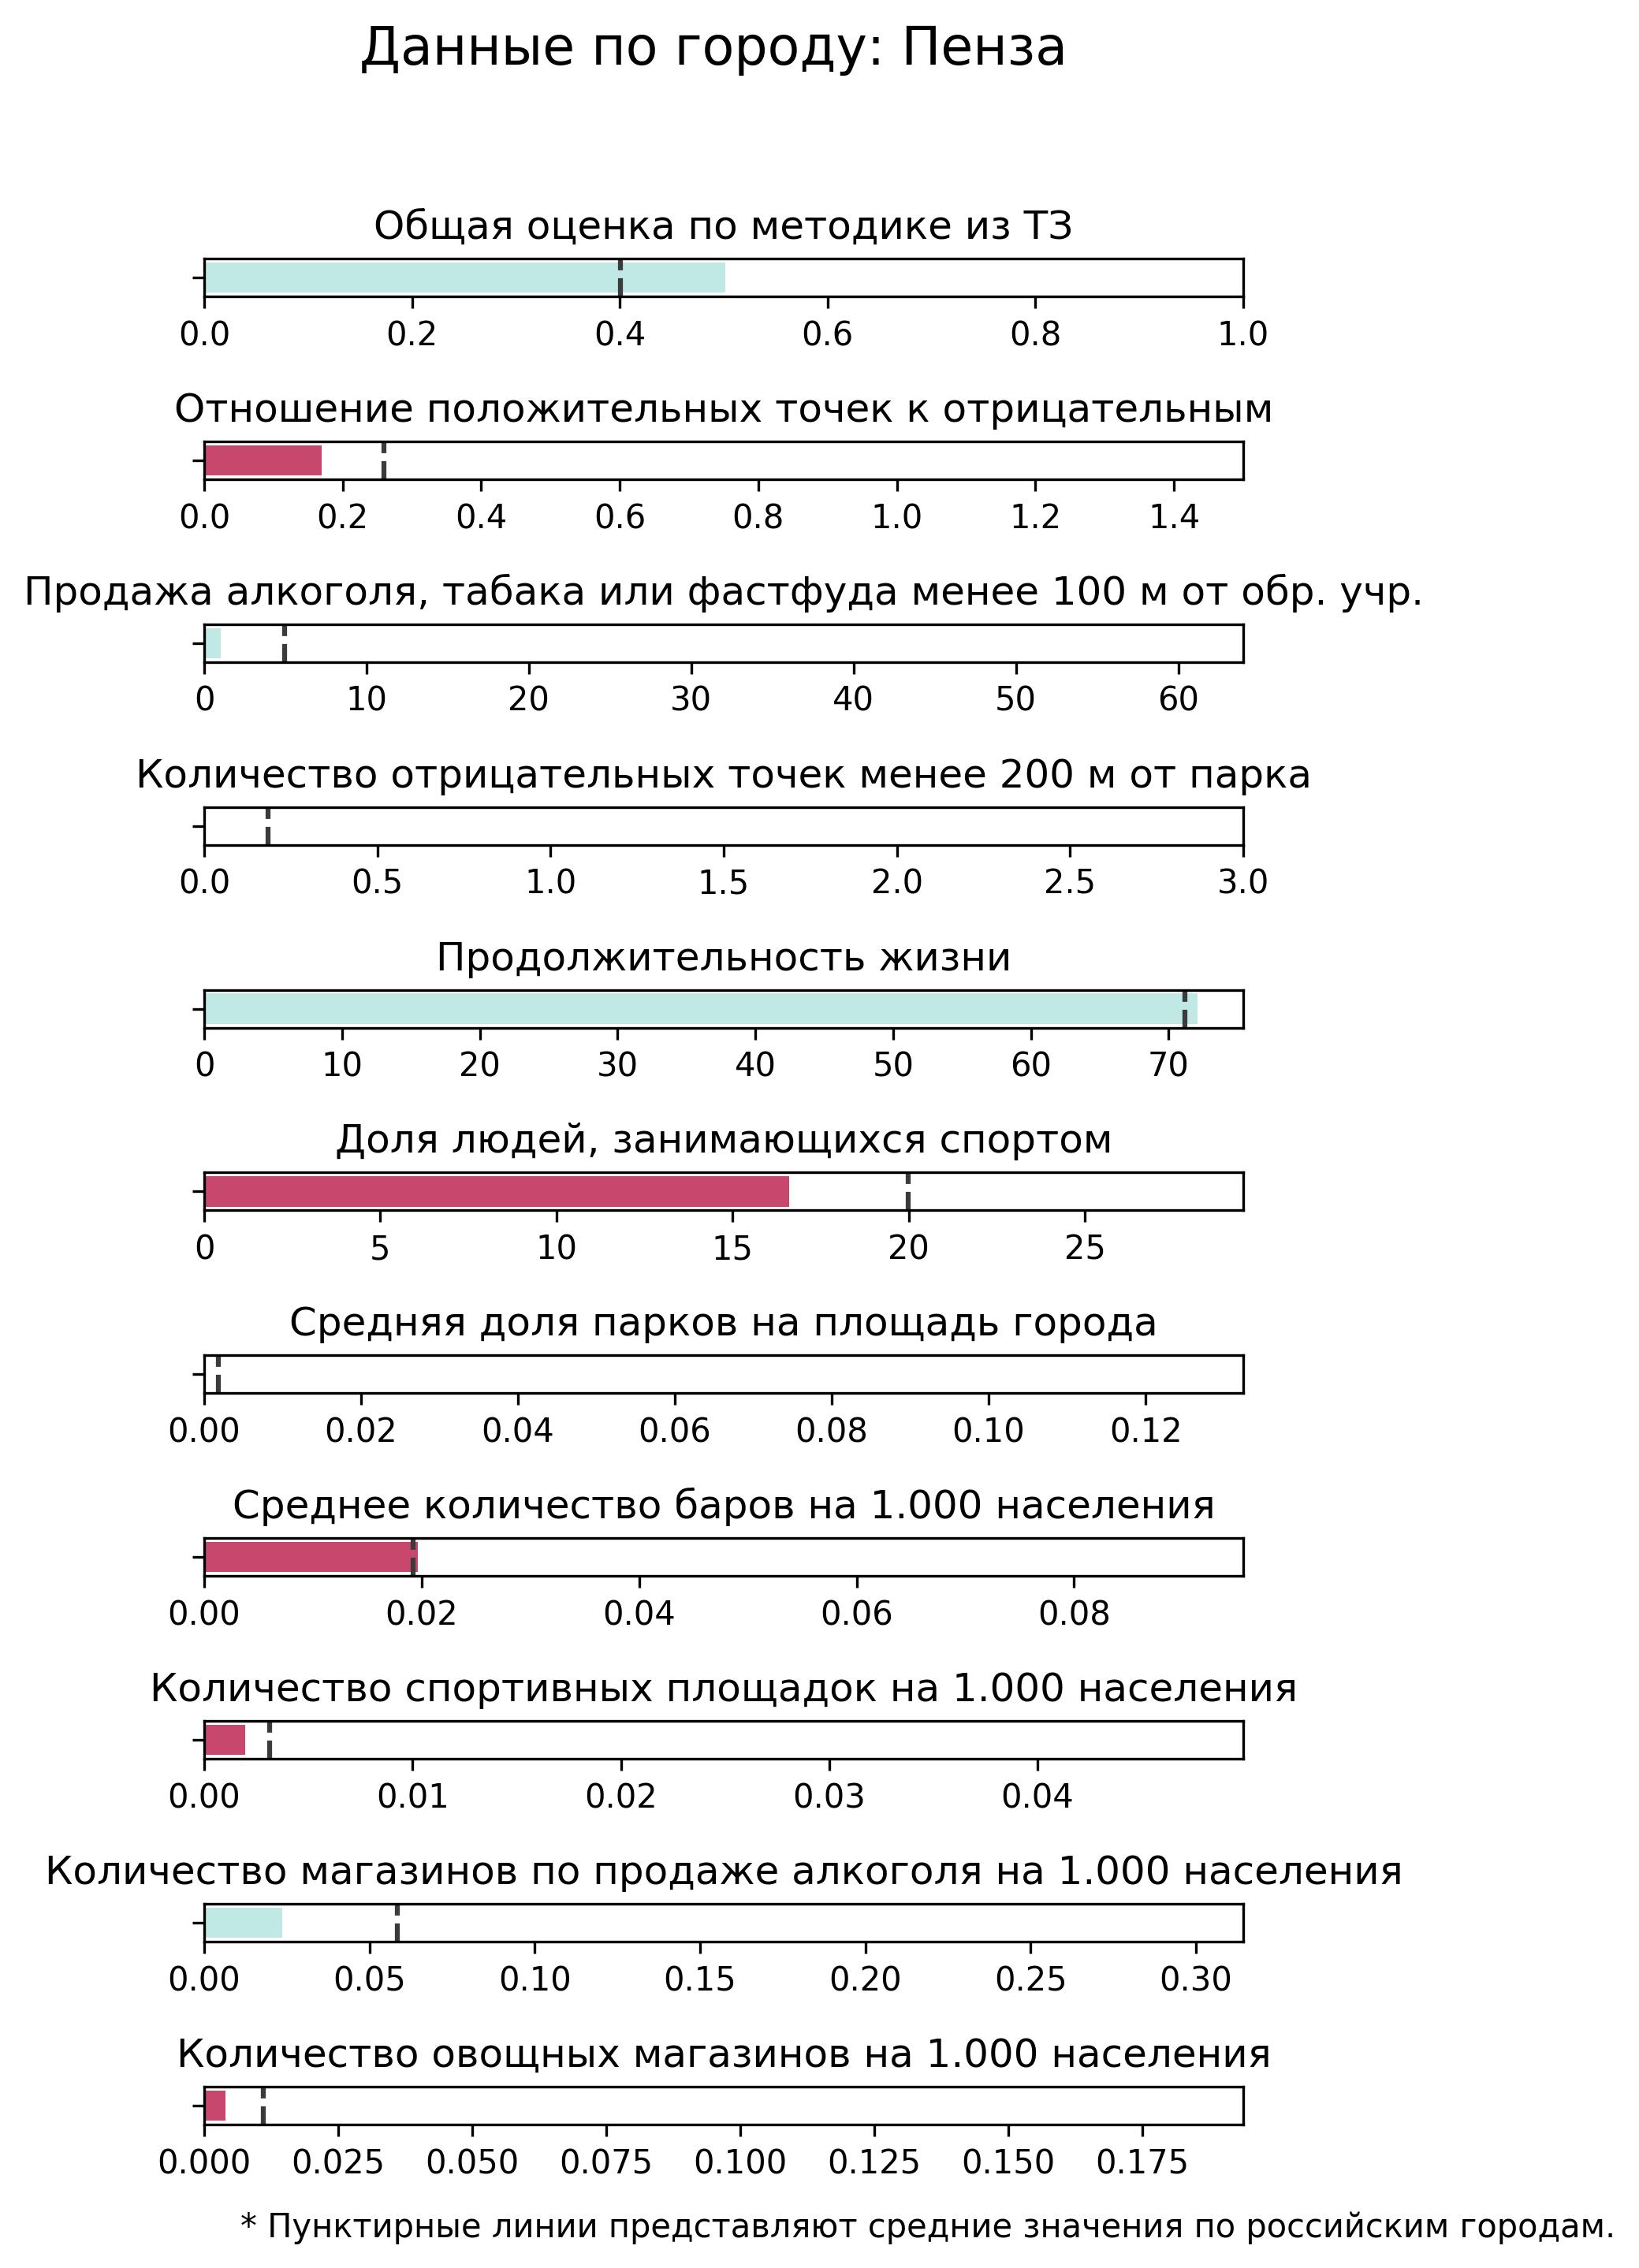 Данные по городу: Пенза
Общая оценка по методике из ТЗ
0.0 0.2 0.4 0.6 0.8 1.0
Отношение положительных точек к отрицательным
0.0 0.2 0.4 0.6 0.8 1.0 1.2 1.4
Продажа алкоголя, табака или фастфуда менее 100 м от обр. учр.
0 10 20 30 40 50 60
Количество отрицательных точек менее 200 м от парка
0.0 0.5 1.0 1.5 2.0 2.5 3.0
Продолжительность жизни
0 10 20 30 40 50 60 70
Доля людей, занимающихся спортом
0 5 10 15 20 25
Средняя доля парков на площадь города
0.00 0.02 0.04 0.06 0.08 0.10 0.12
Среднее количество баров на 1.000 населения
0.00 0.02 0.04 0.06 0.08
Количество спортивных площадок на 1.000 населения
0.00 0.01 0.02 0.03 0.04
Количество магазинов по продаже алкоголя на 1.000 населения
0.00 0.05 0.10 0.15 0.20 0.25 0.30
Количество овощных магазинов на 1.000 населения
0.000 0.025 0.050 0.075 0.100 0.125 0.150 0.175
* Пунктирные линии представляют средние значения по российским городам.